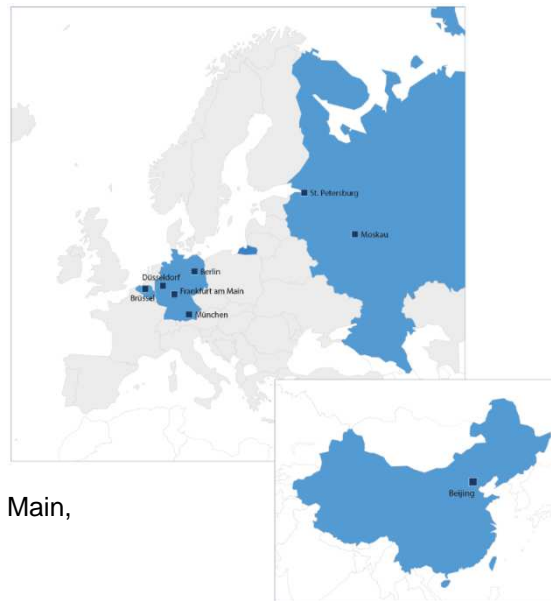 St. Petersburg
Moskau
Berlin
Düsseldorf
Frankfurt am Main
Brüssel
München
Beijing
Main,